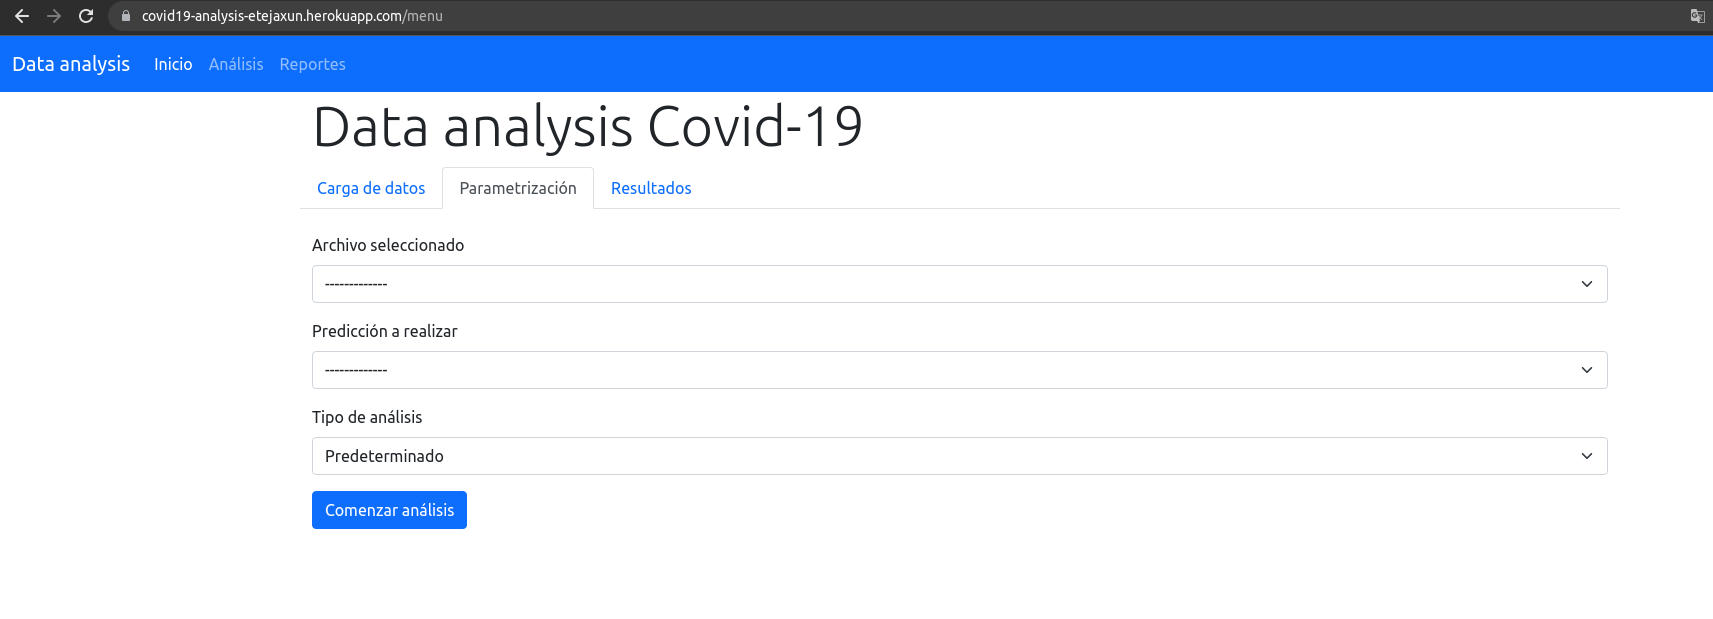 covid19-analysis-etejaxun.herokuapp.com/menu
Data analysis Inicio Análisis Reportes
Data analysis Covid-19
Carga de datos Parametrización Resultados
Archivo seleccionado
-------------
Predicción a realizar
-------------
Tipo de análisis
Predeterminado
Comenzar análisis